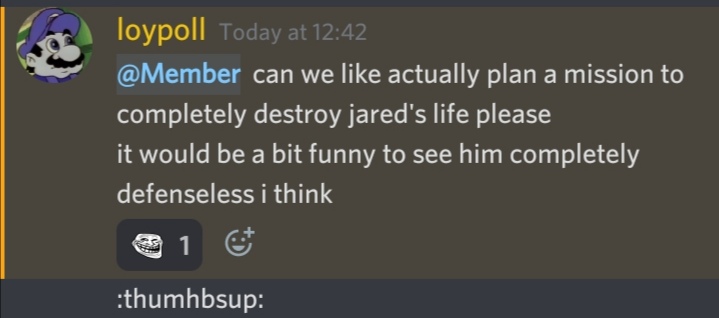 loypoll Today at 12:42
@Member can we like actually plan a mission to
completely destroy jared's life please
it would be a bit funny to see him completely
defenseless i think
1
:thumhbsup: